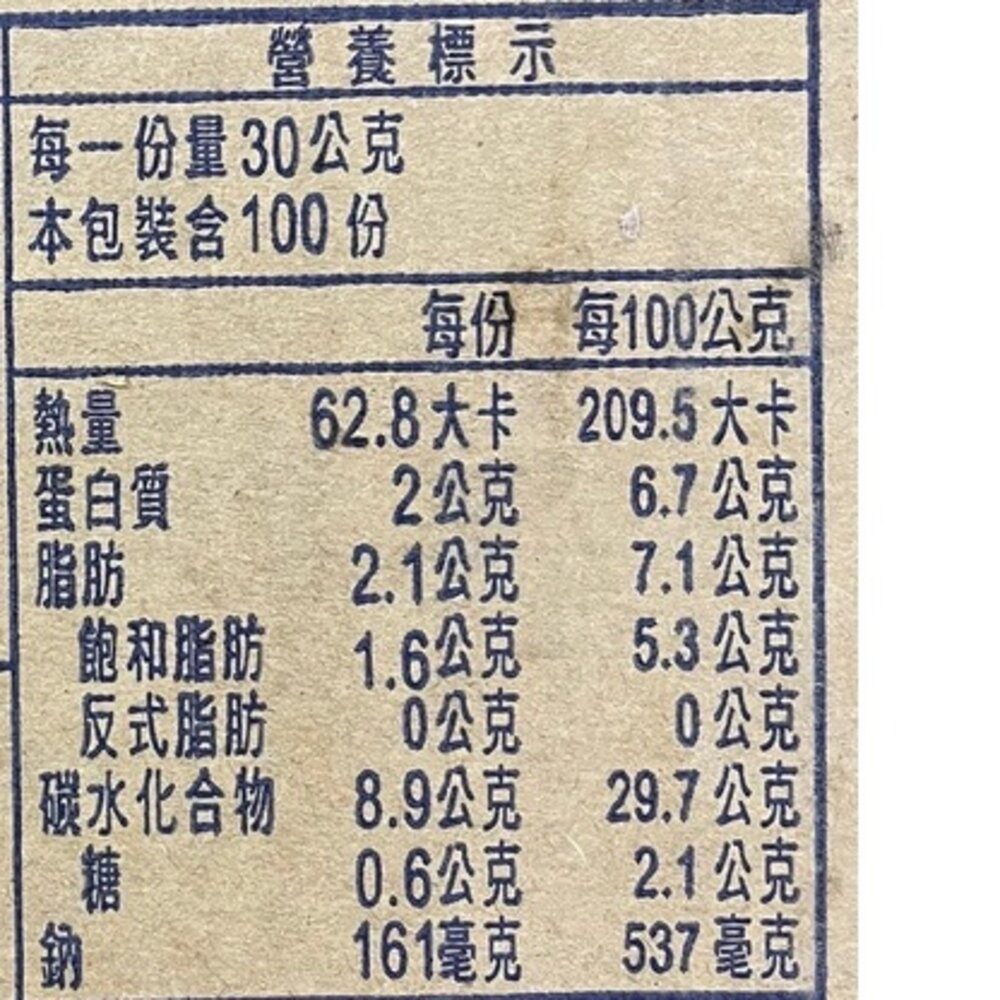 營養標示
每一份量30公克
本包裝含100份
每份 每100公克
熱量 62.8大卡 209.5大卡
蛋白質 2公克 6.7公克
脂肪 2.1公克 7.1公克
飽和脂肪 1.6公克 5.3公克
反式脂肪 0公克 0公克
碳水化合物 8.9公克 29.7公克
糖 0.6公克 2.1公克
鈉 161毫克 537毫克